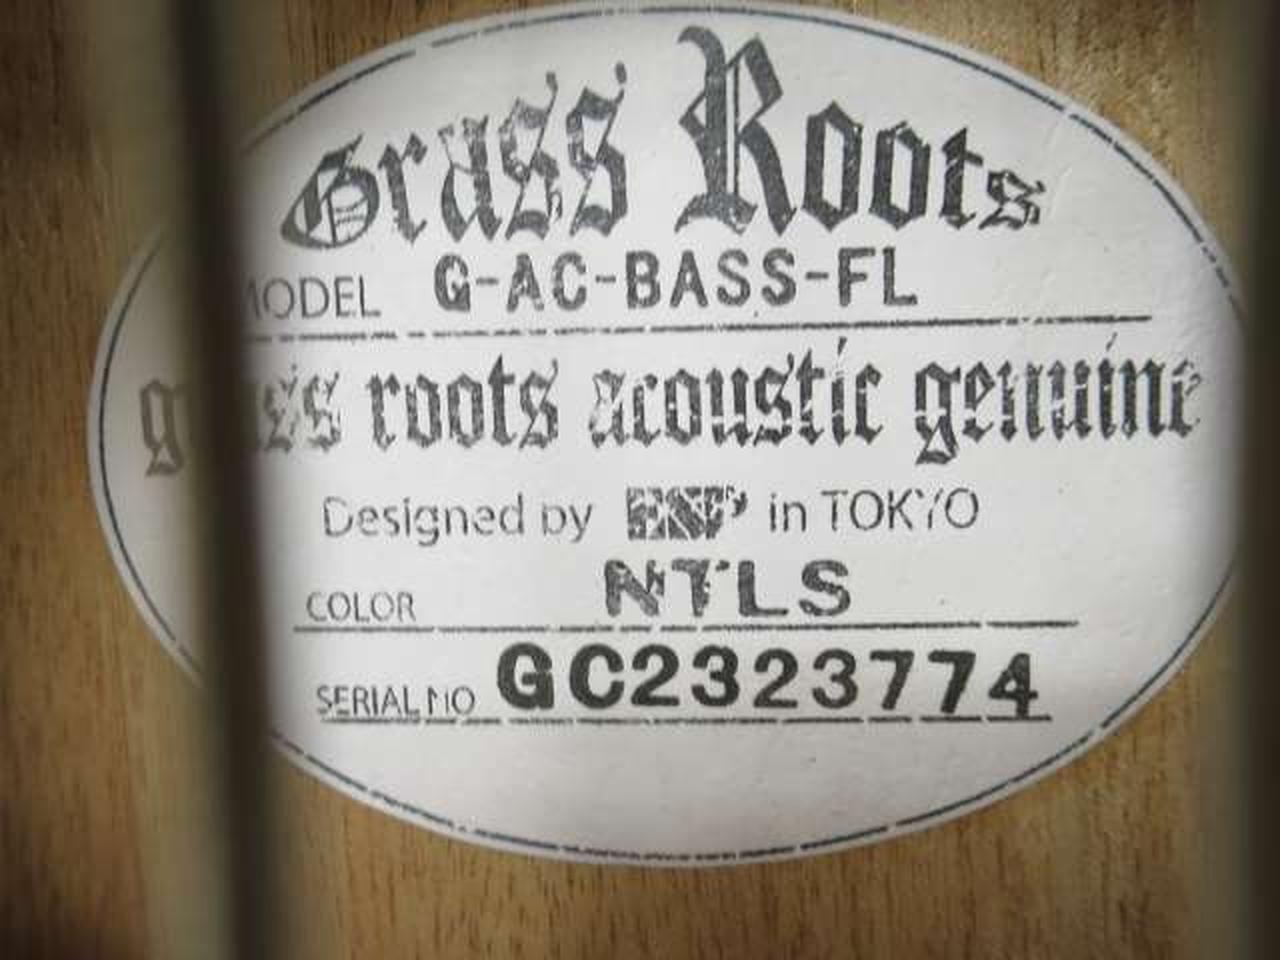 Grass Roots
MODEL G-AC-BASS-FL
grass roots acoustic genuine
Designed by ESP in TOKYO
COLOR NTLS
SERIAL NO GC2323774